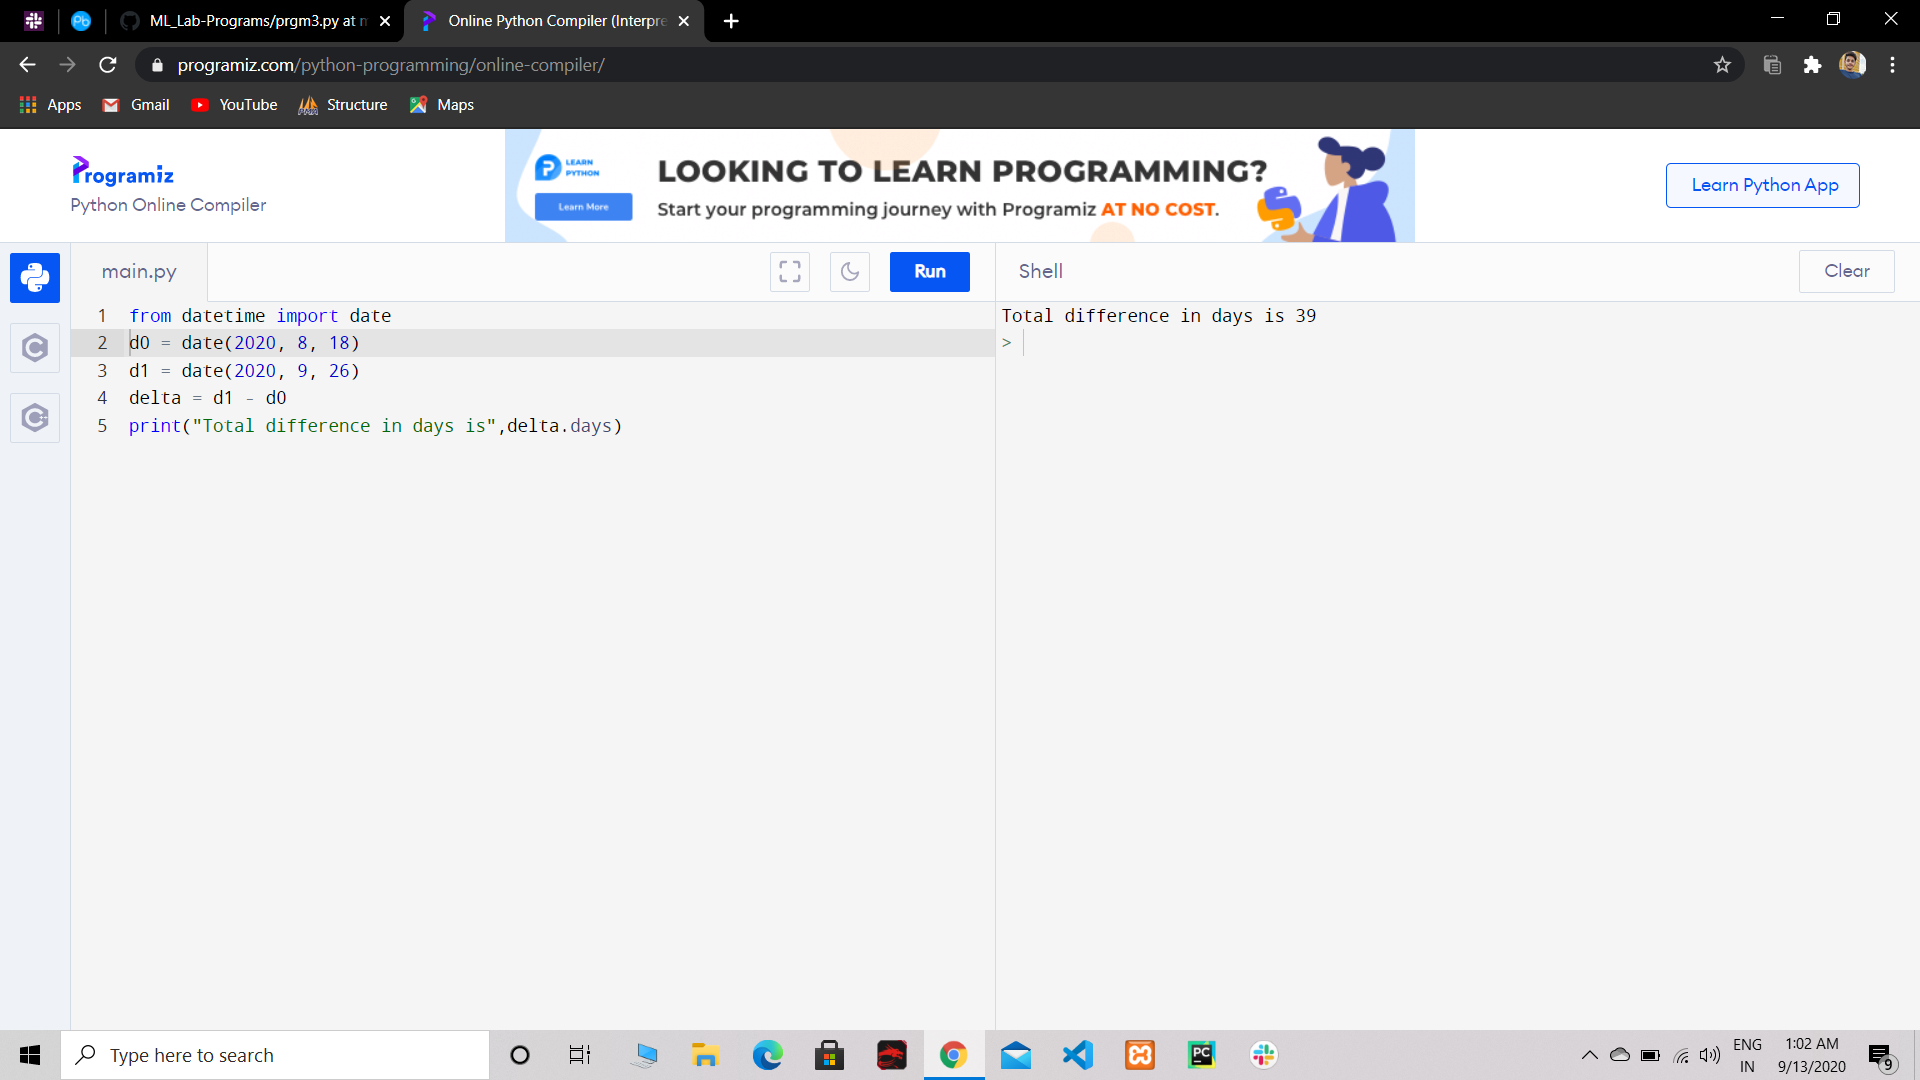 Pb
ML_Lab-Programs/prgm3.py at m
Online Python Compiler (Interpre
programiz.com/python-programming/online-compiler/
Apps
Gmail
YouTube
PMA
Structure
Maps
Programiz
Python Online Compiler
LEARN
PYTHON
Learn More
LOOKING TO LEARN PROGRAMMING?
Start your programming journey with Programiz AT NO COST.
Learn Python App
main.py
Run
Shell
Clear
1 from datetime import date
2 d0 = date(2020, 8, 18)
3 d1 = date(2020, 9, 26)
4 delta = d1 - d0
5 print("Total difference in days is",delta.days)
Total difference in days is 39
>
Type here to search
PC
ENG
IN
1:02 AM
9/13/2020
9